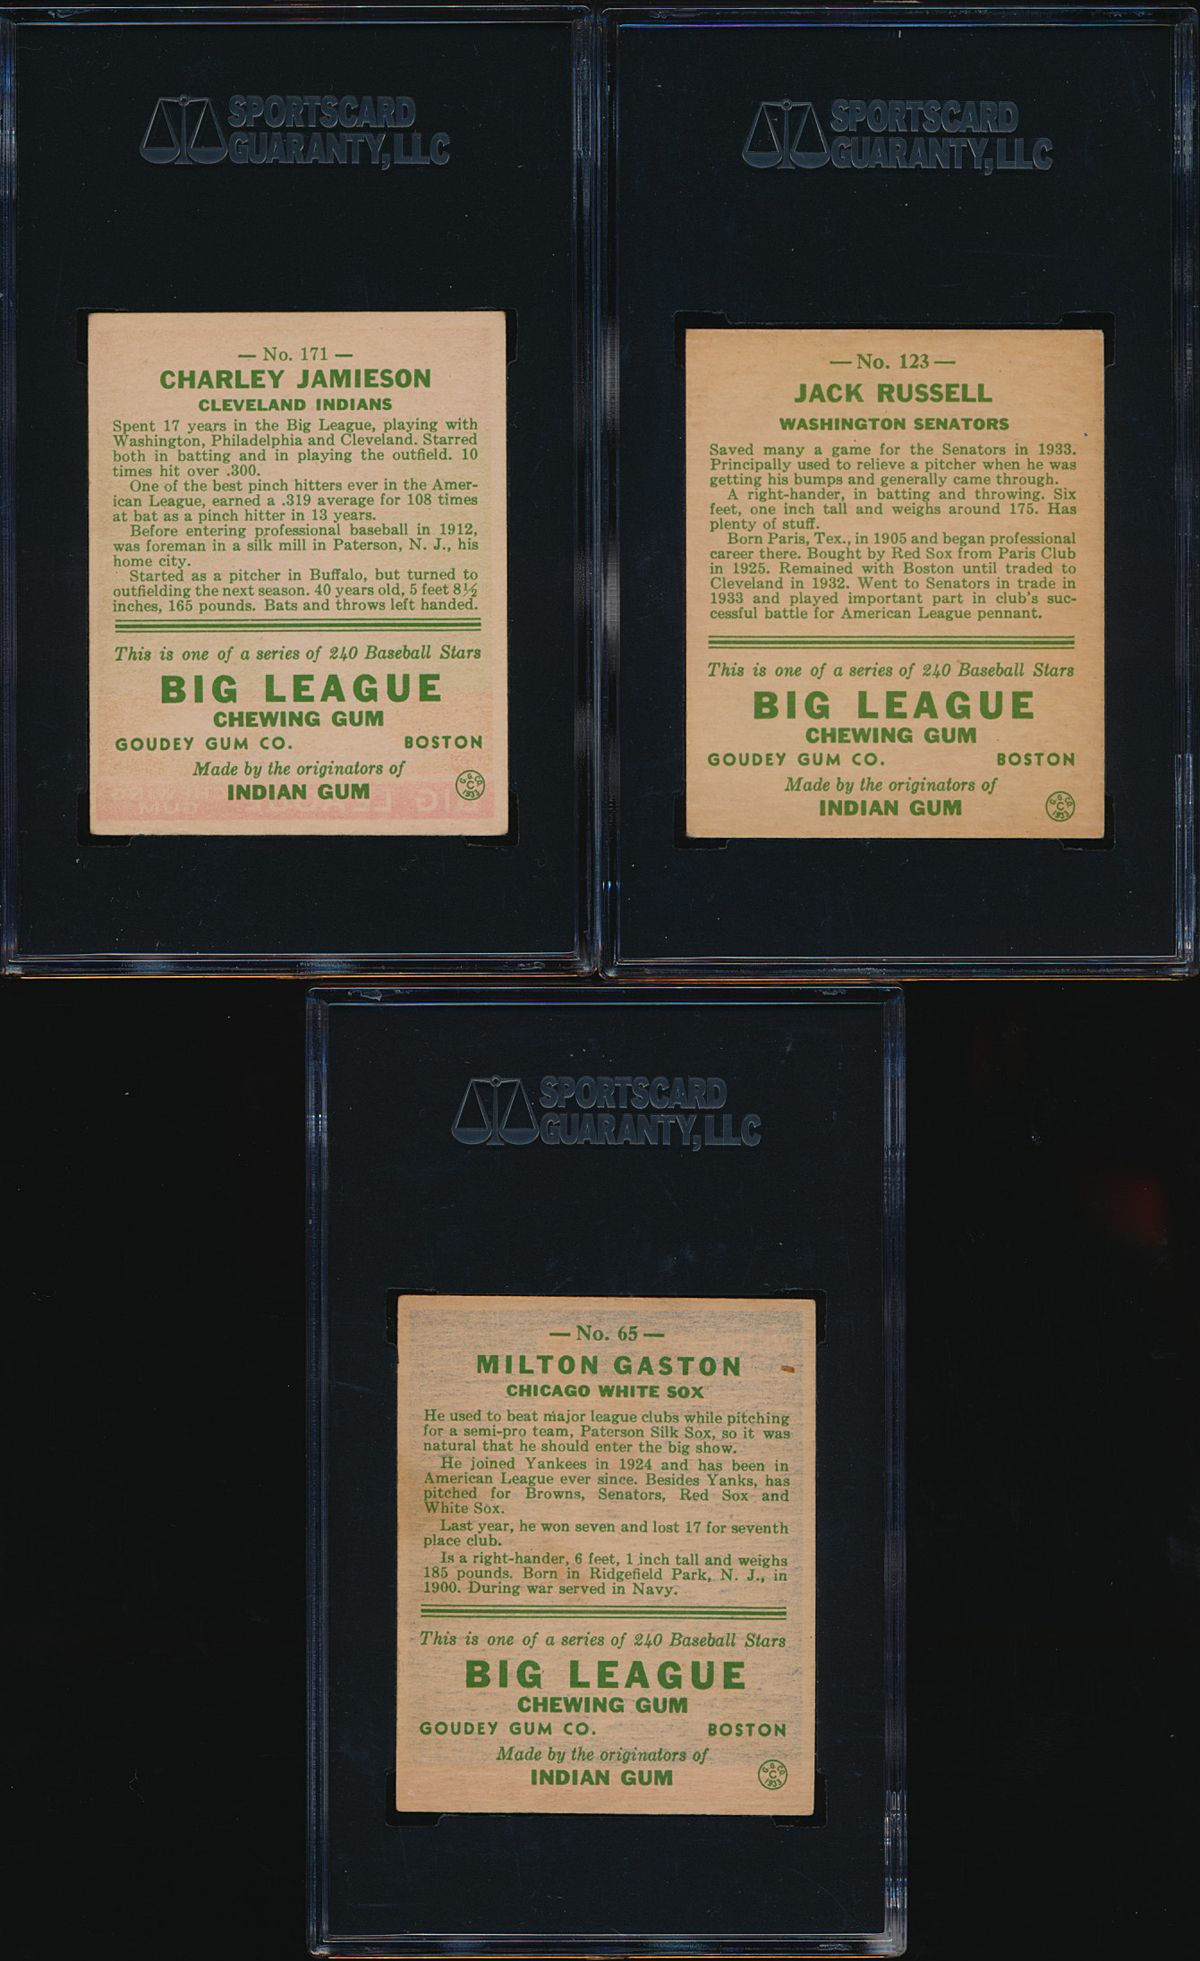 SPORTSCARD
GUARANTY, LLC
— No. 171 —
CHARLEY JAMIESON
CLEVELAND INDIANS
Spent 17 years in the Big League, playing with
Washington, Philadelphia and Cleveland. Starred
both in batting and in playing the outfield. 10
times hit over .300.
One of the best pinch hitters ever in the Amer-
ican League, earned a .319 average for 108 times
at bat as a pinch hitter in 13 years.
Before entering professional baseball in 1912,
was foreman in a silk mill in Paterson, N. J., his
home city.
Started as a pitcher in Buffalo, but turned to
outfielding the next season. 40 years old, 5 feet 8½
inches, 165 pounds. Bats and throws left handed.
This is one of a series of 240 Baseball Stars
BIG LEAGUE
CHEWING GUM
GOUDEY GUM CO. BOSTON
Made by the originators of
INDIAN GUM
G. G. CO.
C
1933
SPORTSCARD
GUARANTY, LLC
— No. 123 —
JACK RUSSELL
WASHINGTON SENATORS
Saved many a game for the Senators in 1933.
Principally used to relieve a pitcher when he was
getting his bumps and generally came through.
A right-hander, in batting and throwing. Six
feet, one inch tall and weighs around 175. Has
plenty of stuff.
Born Paris, Tex., in 1905 and began professional
career there. Bought by Red Sox from Paris Club
in 1925. Remained with Boston until traded to
Cleveland in 1932. Went to Senators in trade in
1933 and played important part in club's suc-
cessful battle for American League pennant.
This is one of a series of 240 Baseball Stars
BIG LEAGUE
CHEWING GUM
GOUDEY GUM CO. BOSTON
Made by the originators of
INDIAN GUM
G. G. CO.
C
1933
SPORTSCARD
GUARANTY, LLC
— No. 65 —
MILTON GASTON
CHICAGO WHITE SOX
He used to beat major league clubs while pitching
for a semi-pro team, Paterson Silk Sox, so it was
natural that he should enter the big show.
He joined Yankees in 1924 and has been in
American League ever since. Besides Yanks, has
pitched for Browns, Senators, Red Sox and
White Sox.
Last year, he won seven and lost 17 for seventh
place club.
Is a right-hander, 6 feet, 1 inch tall and weighs
185 pounds. Born in Ridgefield Park, N. J., in
1900. During war served in Navy.
This is one of a series of 240 Baseball Stars
BIG LEAGUE
CHEWING GUM
GOUDEY GUM CO. BOSTON
Made by the originators of
INDIAN GUM
G. G. CO.
C
1933